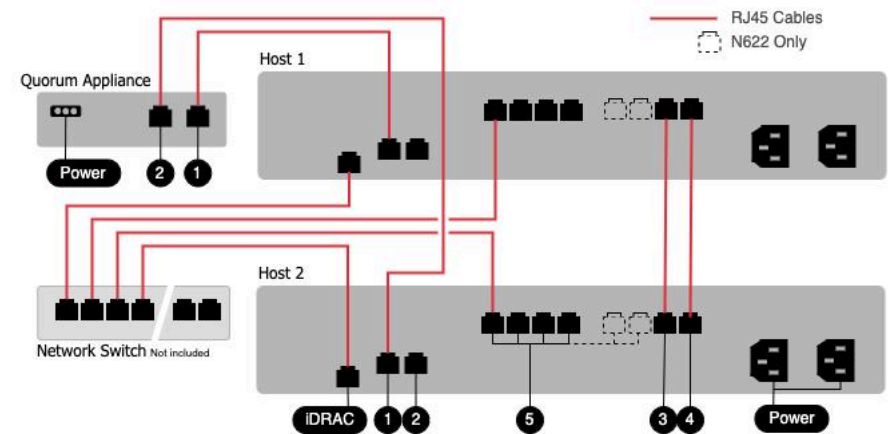 RJ45 Cables
N622 Only
Host 1
Quorum Appliance
Power
2
1
Host 2
Network Switch Not included
iDRAC
1
2
5
3
4
Power